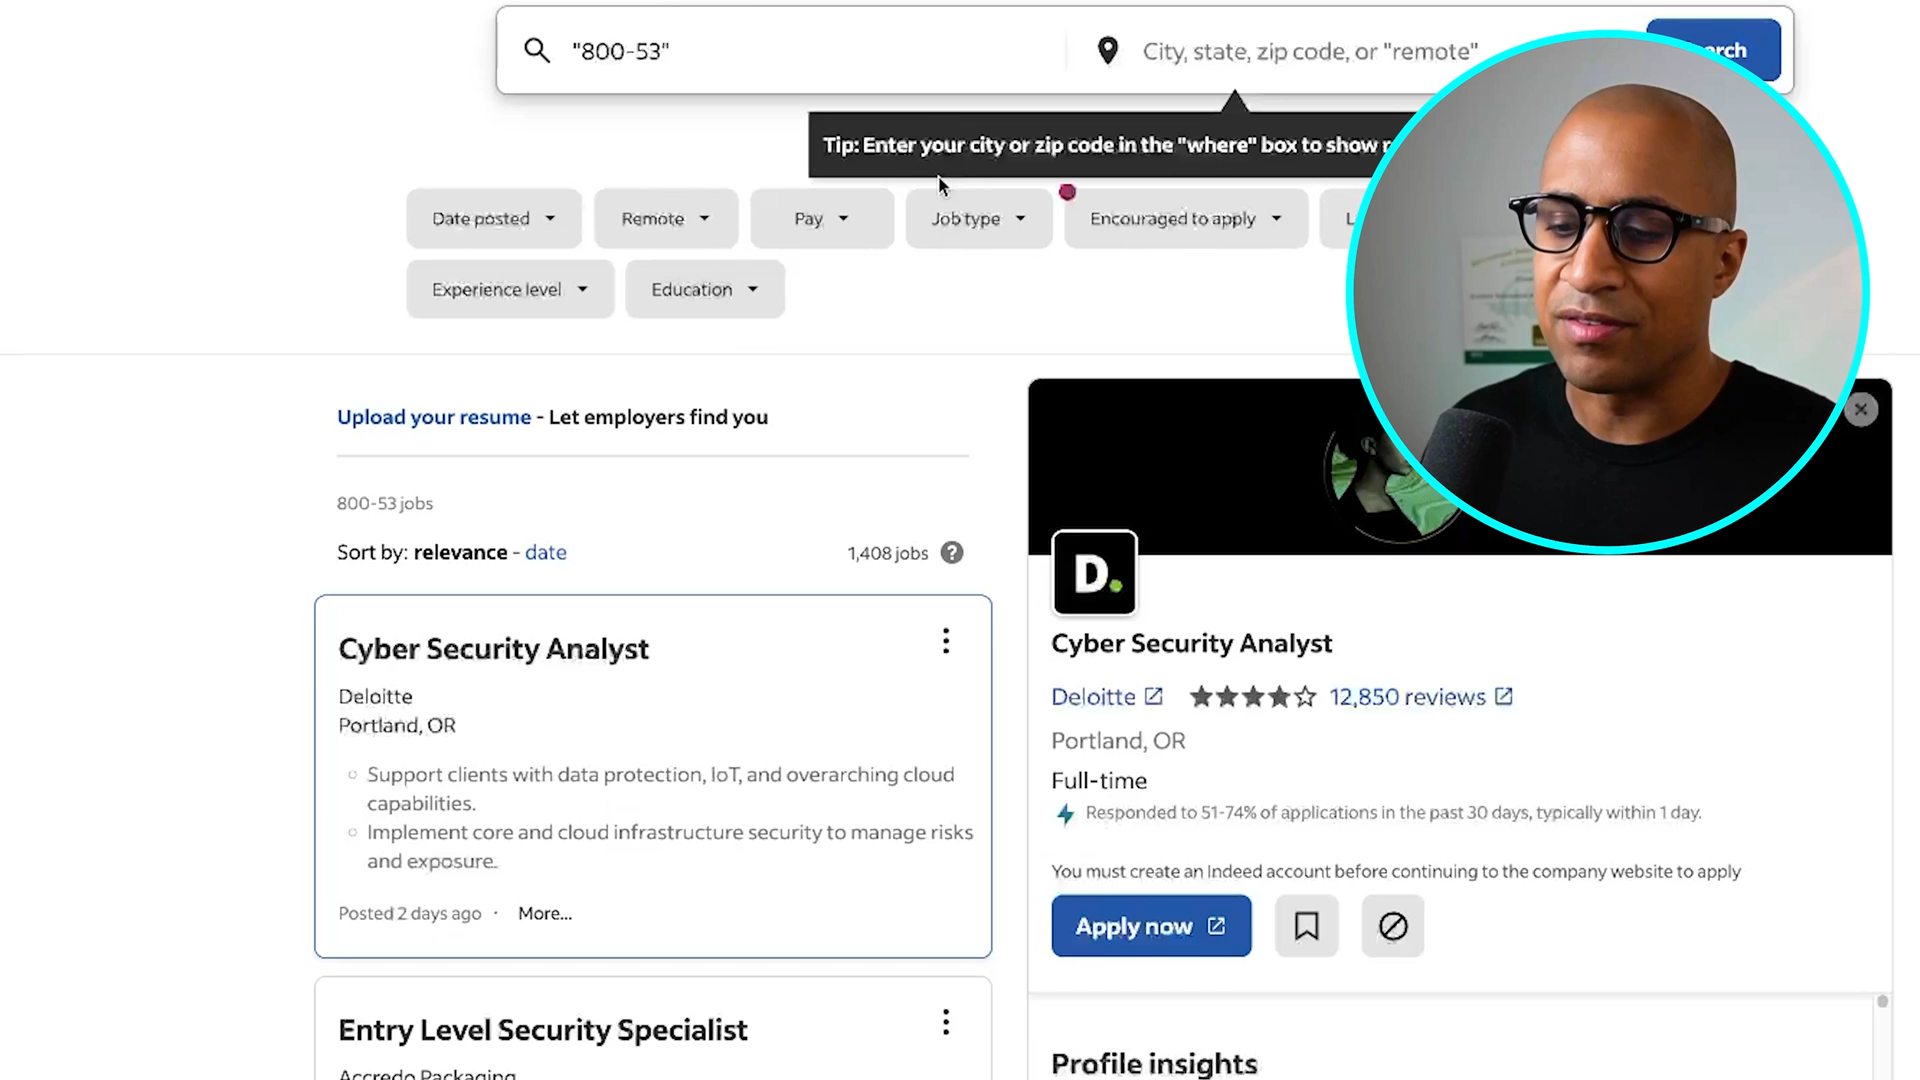 "800-53"
City, state, zip code, or "remote"
Tip: Enter your city or zip code in the "where" box to show
Date posted
Remote
Pay
Job type
Encouraged to apply
Experience level
Education
Upload your resume - Let employers find you
800-53 jobs
Sort by: relevance - date
1,408 jobs ?
Cyber Security Analyst
Deloitte
Portland, OR
Support clients with data protection, IoT, and overarching cloud
capabilities.
Implement core and cloud infrastructure security to manage risks
and exposure.
Posted 2 days ago · More...
Entry Level Security Specialist
Accredo Packaging
D.
Cyber Security Analyst
Deloitte
12,850 reviews
Portland, OR
Full-time
Responded to 51-74% of applications in the past 30 days, typically within 1 day.
You must create an Indeed account before continuing to the company website to apply
Apply now
Profile insights